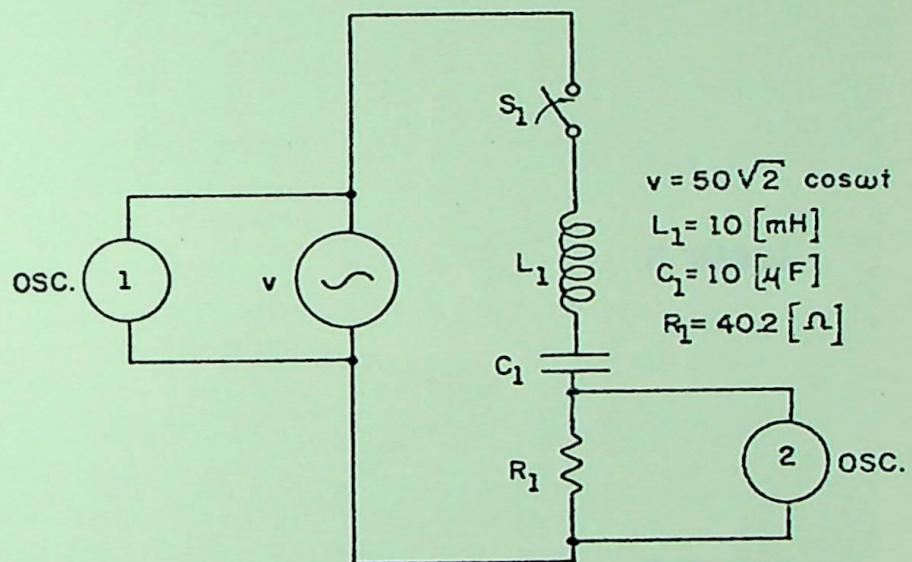 S1
v = 50√2 cosωt
L1 = 10 [mH]
L1
OSC. 1
v
C1 = 10 [μF]
R1 = 40.2 [Ω]
C1
R1
2 OSC.